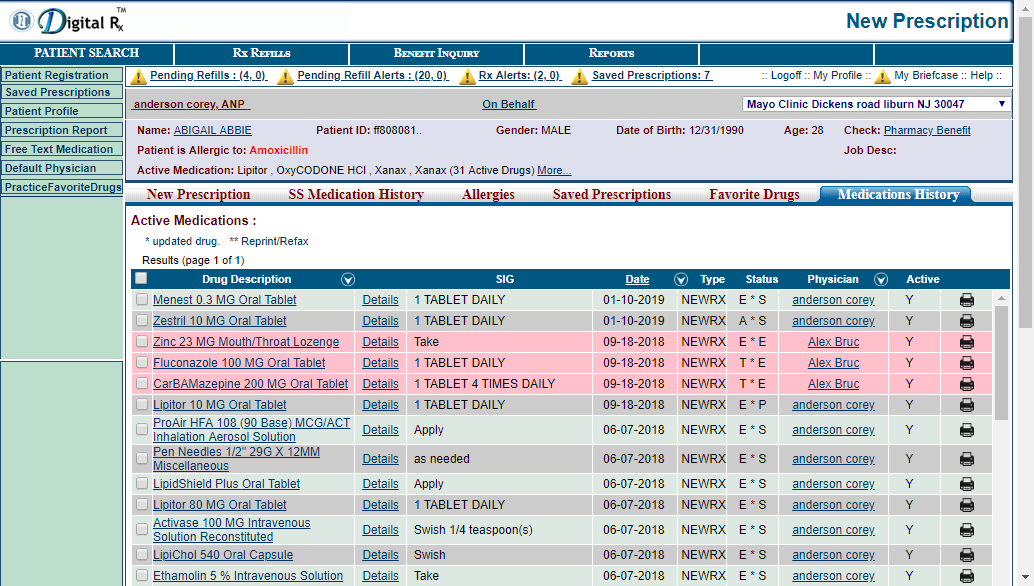 Digital Rx ™
New Prescription
PATIENT SEARCH Rx REFILLS BENEFIT INQUIRY REPORTS
Patient Registration
Saved Prescriptions
Patient Profile
Prescription Report
Free Text Medication
Default Physician
PracticeFavoriteDrugs
Pending Refills : (4, 0) Pending Refill Alerts : (20, 0) Rx Alerts: (2, 0) Saved Prescriptions: 7 :: Logoff :: My Profile :: My Briefcase :: Help ::
anderson corey, ANP On Behalf Mayo Clinic Dickens road liburn NJ 30047
Name: ABIGAIL ABBIE Patient ID: ff808081.. Gender: MALE Date of Birth: 12/31/1990 Age: 28 Check: Pharmacy Benefit
Patient is Allergic to: Amoxicillin Job Desc:
Active Medication: Lipitor , OxyCODONE HCl , Xanax , Xanax (31 Active Drugs) More...
New Prescription SS Medication History Allergies Saved Prescriptions Favorite Drugs Medications History
Active Medications :
* updated drug. ** Reprint/Refax
Results (page 1 of 1)
Drug Description SIG Date Type Status Physician Active
Menest 0.3 MG Oral Tablet Details 1 TABLET DAILY 01-10-2019 NEWRX E * S anderson corey Y
Zestril 10 MG Oral Tablet Details 1 TABLET DAILY 01-10-2019 NEWRX A * S anderson corey Y
Zinc 23 MG Mouth/Throat Lozenge Details Take 09-18-2018 NEWRX E * E Alex Bruc Y
Fluconazole 100 MG Oral Tablet Details 1 TABLET DAILY 09-18-2018 NEWRX T * E Alex Bruc Y
CarBAMazepine 200 MG Oral Tablet Details 1 TABLET 4 TIMES DAILY 09-18-2018 NEWRX T * E Alex Bruc Y
Lipitor 10 MG Oral Tablet Details 1 TABLET DAILY 09-18-2018 NEWRX E * P anderson corey Y
ProAir HFA 108 (90 Base) MCG/ACT
Inhalation Aerosol Solution Details Apply 06-07-2018 NEWRX E * S anderson corey Y
Pen Needles 1/2" 29G X 12MM
Miscellaneous Details as needed 06-07-2018 NEWRX E * S anderson corey Y
LipidShield Plus Oral Tablet Details Apply 06-07-2018 NEWRX E * S anderson corey Y
Lipitor 80 MG Oral Tablet Details 1 TABLET DAILY 06-07-2018 NEWRX E * S anderson corey Y
Activase 100 MG Intravenous
Solution Reconstituted Details Swish 1/4 teaspoon(s) 06-07-2018 NEWRX E * S anderson corey Y
LipiChol 540 Oral Capsule Details Swish 06-07-2018 NEWRX E * S anderson corey Y
Ethamolin 5 % Intravenous Solution Details Take 06-07-2018 NEWRX E * S anderson corey Y